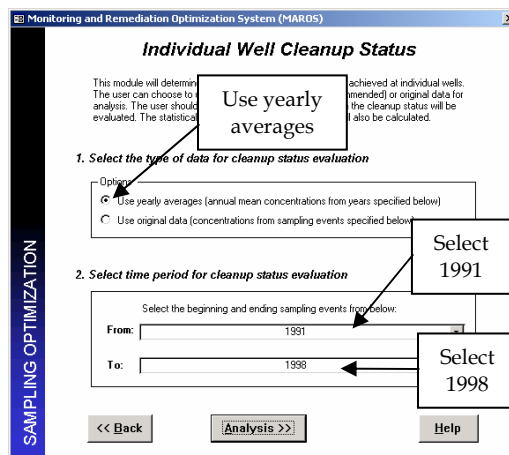 Monitoring and Remediation Optimization System (MAROS)
Individual Well Cleanup Status
This module will determin achieved at individual wells.
The user can choose to mmended) or original data for
analysis. The user should the cleanup status will be
evaluated. The statistical also be calculated.
Use yearly
averages
1. Select the type of data for cleanup status evaluation
Options
Use yearly averages (annual mean concentrations from years specified below)
Use original data (concentrations from sampling events specified below)
Select
1991
2. Select time period for cleanup status evaluation
Select the beginning and ending sampling events from below:
From: 1991
To: 1998
Select
1998
SAMPLING OPTIMIZATION
<< Back
Analysis >>
Help